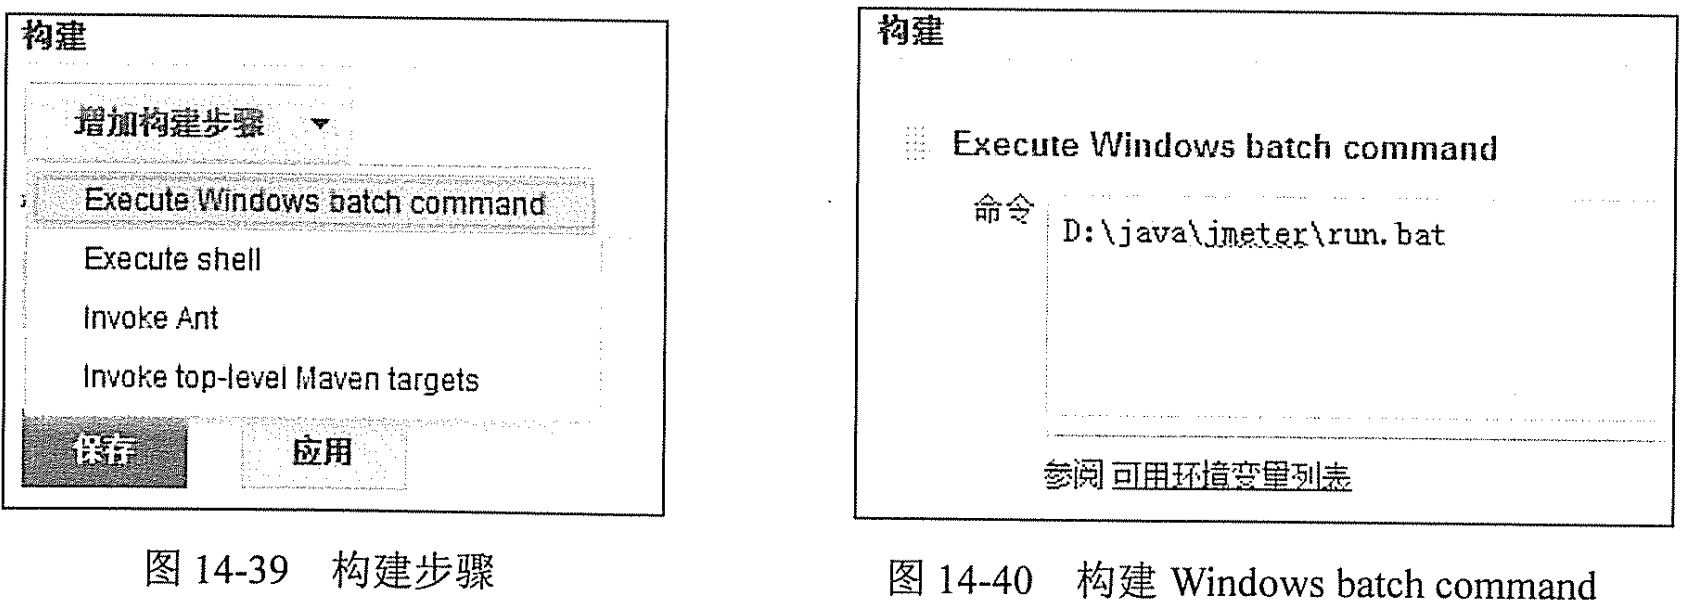 构建
增加构建步骤
Execute Windows batch command
Execute shell
Invoke Ant
Invoke top-level Maven targets
保存 应用
图 14-39 构建步骤
构建
Execute Windows batch command
命令
D:\java\jmeter\run.bat
参阅 可用环境变量列表
图 14-40 构建 Windows batch command